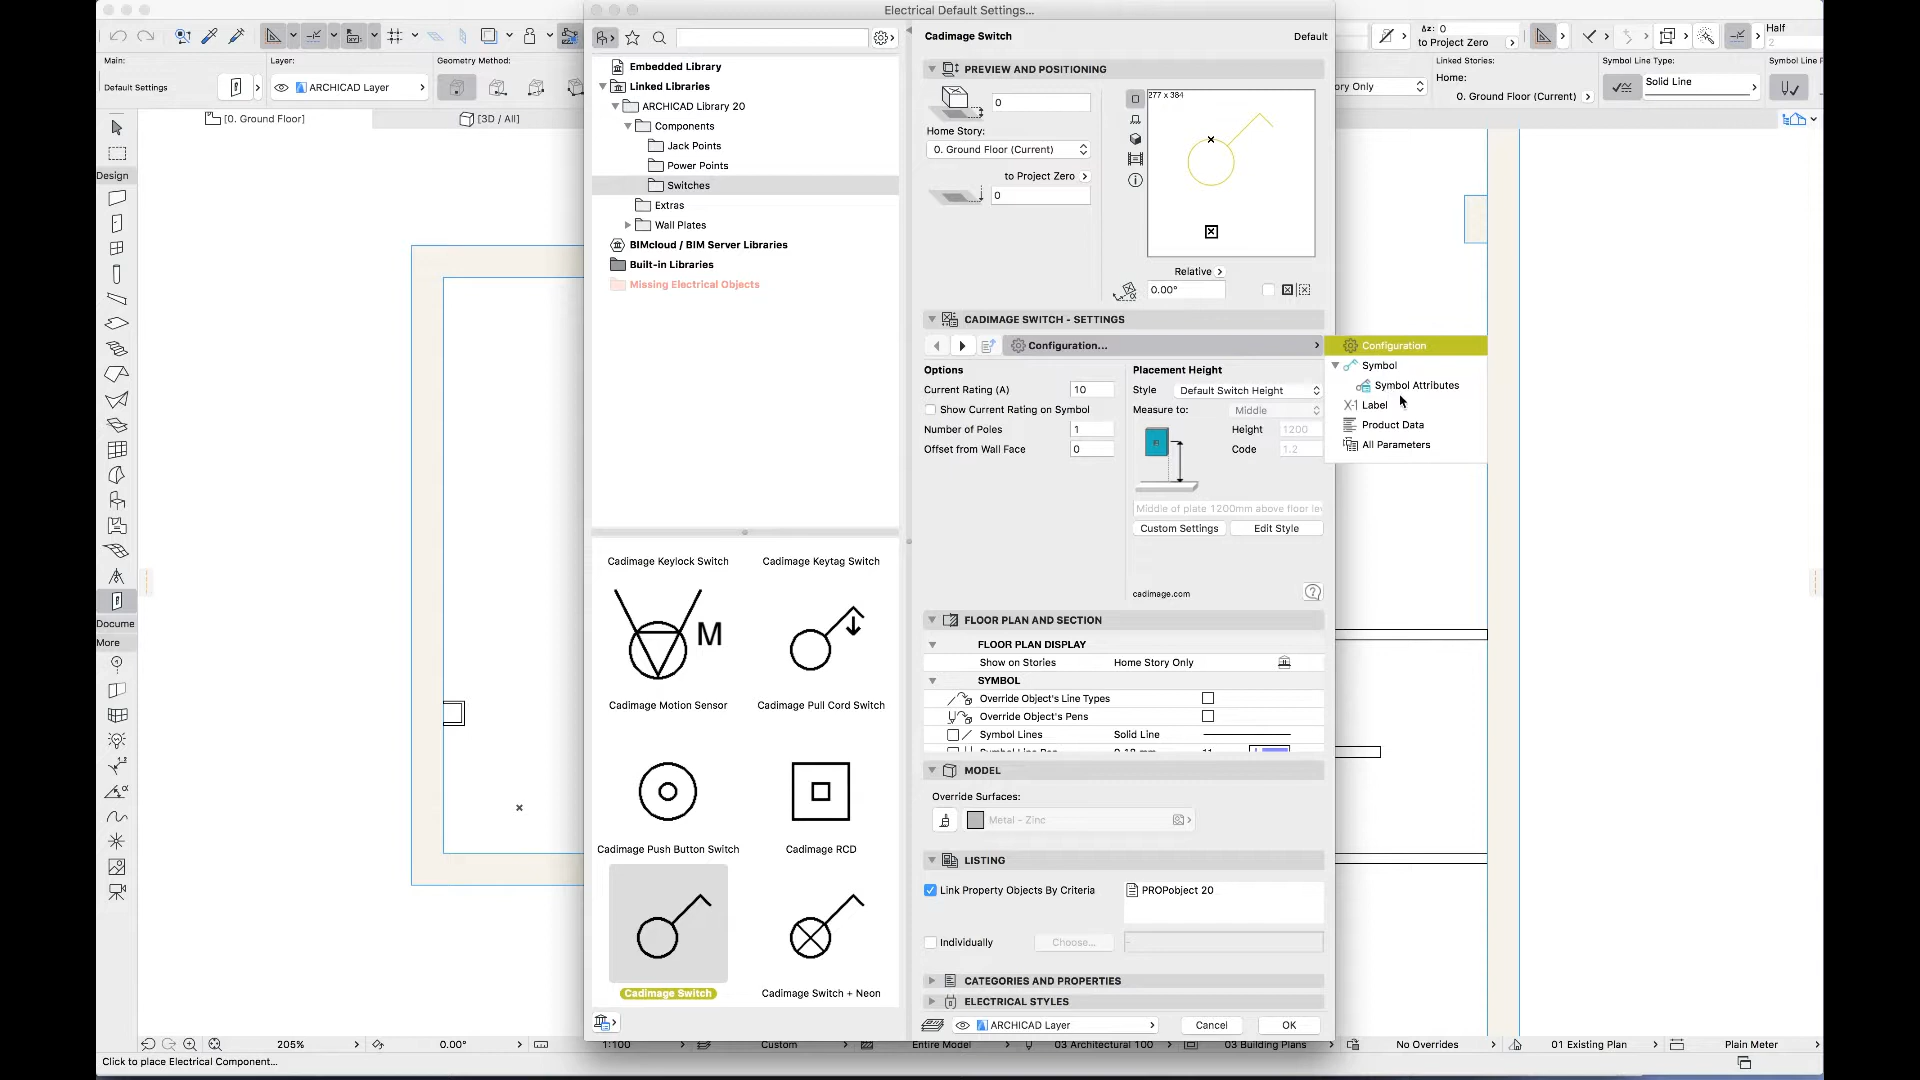 Electrical Default Settings...
Main:
Default Settings
Layer:
ARCHICAD Layer
Geometry Method:
[0. Ground Floor]
[3D / All]
Design
Docume
More
Embedded Library
Linked Libraries
ARCHICAD Library 20
Components
Jack Points
Power Points
Switches
Extras
Wall Plates
BIMcloud / BIM Server Libraries
Built-in Libraries
Missing Electrical Objects
Cadimage Keylock Switch
Cadimage Keytag Switch
M
Cadimage Motion Sensor
Cadimage Pull Cord Switch
Cadimage Push Button Switch
Cadimage RCD
Cadimage Switch
Cadimage Switch + Neon
Cadimage Switch
Default
PREVIEW AND POSITIONING
0
Home Story:
0. Ground Floor (Current)
to Project Zero
0
277 x 384
Relative
0.00°
CADIMAGE SWITCH - SETTINGS
Configuration...
Options
Current Rating (A)
10
Show Current Rating on Symbol
Number of Poles
1
Offset from Wall Face
0
Placement Height
Style
Default Switch Height
Measure to:
Middle
Height
1200
Code
1.2
Middle of plate 1200mm above floor lev
Custom Settings
Edit Style
cadimage.com
Configuration
Symbol
Symbol Attributes
Label
Product Data
All Parameters
FLOOR PLAN AND SECTION
FLOOR PLAN DISPLAY
Show on Stories
Home Story Only
SYMBOL
Override Object's Line Types
Override Object's Pens
Symbol Lines
Solid Line
Symbol Line Pen
0.18 mm
11
MODEL
Override Surfaces:
Metal - Zinc
LISTING
Link Property Objects By Criteria
PROPobject 20
Individually
Choose...
CATEGORIES AND PROPERTIES
ELECTRICAL STYLES
ARCHICAD Layer
Cancel
OK
Δz: 0
to Project Zero
Half
2
ory Only
Linked Stories:
Home:
0. Ground Floor (Current)
Symbol Line Type:
Solid Line
Symbol Line P
205%
0.00°
1:100
Custom
Entire Model
03 Architectural 100
03 Building Plans
No Overrides
01 Existing Plan
Plain Meter
Click to place Electrical Component...